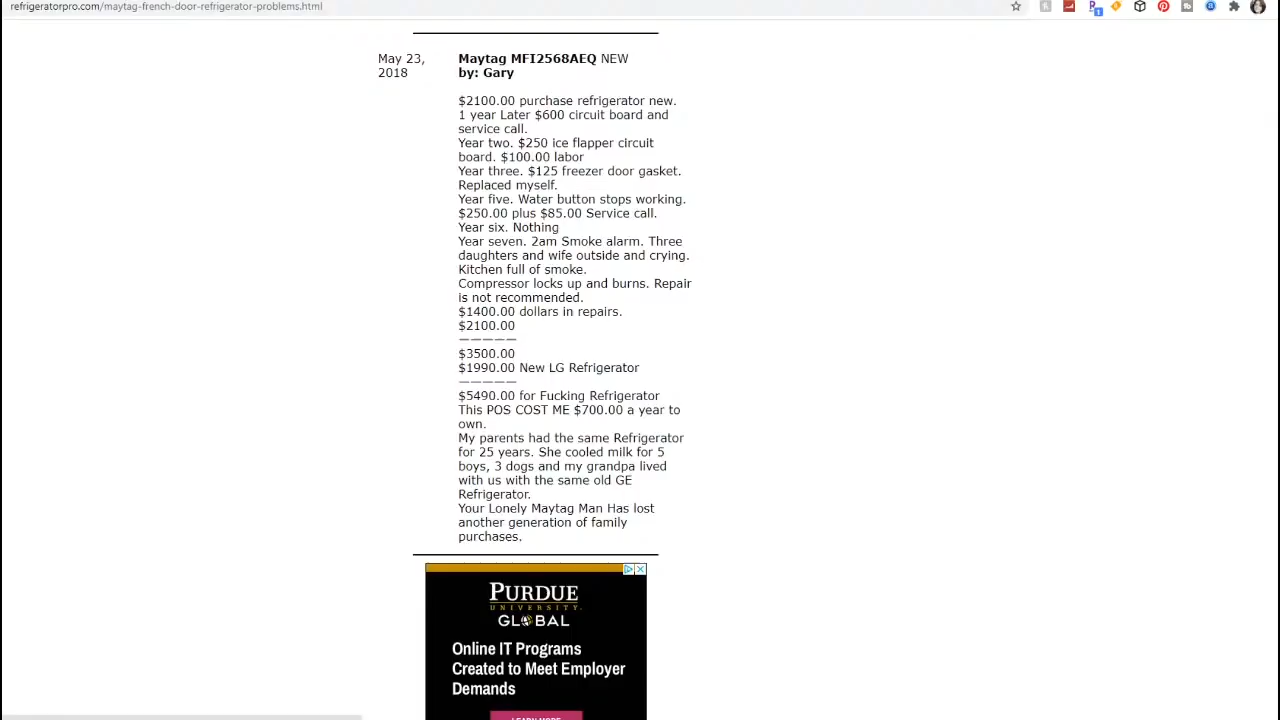 refrigeratorpro.com/maytag-french-door-refrigerator-problems.html
May 23,
2018
Maytag MFI2568AEQ NEW
by: Gary
$2100.00 purchase refrigerator new.
1 year Later $600 circuit board and
service call.
Year two. $250 ice flapper circuit
board. $100.00 labor
Year three. $125 freezer door gasket.
Replaced myself.
Year five. Water button stops working.
$250.00 plus $85.00 Service call.
Year six. Nothing
Year seven. 2am Smoke alarm. Three
daughters and wife outside and crying.
Kitchen full of smoke.
Compressor locks up and burns. Repair
is not recommended.
$1400.00 dollars in repairs.
$2100.00
—————
$3500.00
$1990.00 New LG Refrigerator
—————
$5490.00 for Fucking Refrigerator
This POS COST ME $700.00 a year to
own.
My parents had the same Refrigerator
for 25 years. She cooled milk for 5
boys, 3 dogs and my grandpa lived
with us with the same old GE
Refrigerator.
Your Lonely Maytag Man Has lost
another generation of family
purchases.
PURDUE
UNIVERSITY
GLOBAL
Online IT Programs
Created to Meet Employer
Demands
LEARN MORE